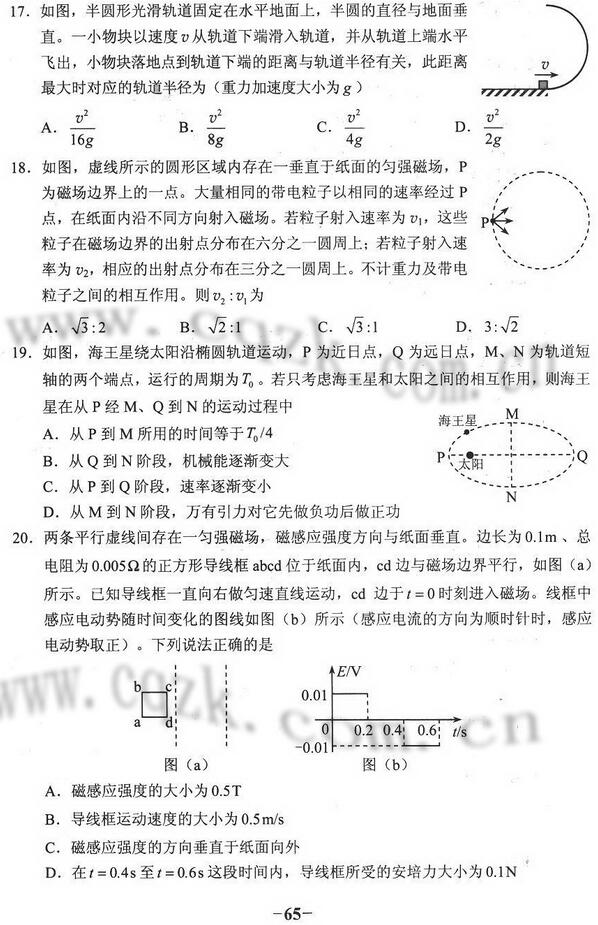 17. 如图，半圆形光滑轨道固定在水平地面上，半圆的直径与地面垂
直。一小物块以速度v从轨道下端滑入轨道，并从轨道上端水平
飞出，小物块落地点到轨道下端的距离与轨道半径有关，此距离
最大时对应的轨道半径为（重力加速度大小为g）
v
A. v²/16g B. v²/8g C. v²/4g D. v²/2g
18. 如图，虚线所示的圆形区域内存在一垂直于纸面的匀强磁场，P
为磁场边界上的一点。大量相同的带电粒子以相同的速率经过P
点，在纸面内沿不同方向射入磁场。若粒子射入速率为v₁，这些
粒子在磁场边界的出射点分布在六分之一圆周上；若粒子射入速
率为v₂，相应的出射点分布在三分之一圆周上。不计重力及带电
粒子之间的相互作用。则v₂:v₁为
P
A. √3:2 B. √2:1 C. √3:1 D. 3:√2
19. 如图，海王星绕太阳沿椭圆轨道运动，P为近日点，Q为远日点，M、N为轨道短
轴的两个端点，运行的周期为T₀。若只考虑海王星和太阳之间的相互作用，则海王
星在从P经M、Q到N的运动过程中
A. 从P到M所用的时间等于T₀/4
B. 从Q到N阶段，机械能逐渐变大
C. 从P到Q阶段，速率逐渐变小
D. 从M到N阶段，万有引力对它先做负功后做正功
海王星 M
P 太阳 Q
N
20. 两条平行虚线间存在一匀强磁场，磁感应强度方向与纸面垂直。边长为0.1m、总
电阻为0.005Ω的正方形导线框abcd位于纸面内，cd边与磁场边界平行，如图（a）
所示。已知导线框一直向右做匀速直线运动，cd边于t=0时刻进入磁场。线框中
感应电动势随时间变化的图线如图（b）所示（感应电流的方向为顺时针时，感应
电动势取正）。下列说法正确的是
b c
a d
图（a）
E/V
0.01
0 0.2 0.4 0.6 t/s
-0.01
图（b）
A. 磁感应强度的大小为0.5T
B. 导线框运动速度的大小为0.5m/s
C. 磁感应强度的方向垂直于纸面向外
D. 在t=0.4s至t=0.6s这段时间内，导线框所受的安培力大小为0.1N
www.cqzk.com.cn
www.cqzk.com.cn
-65-